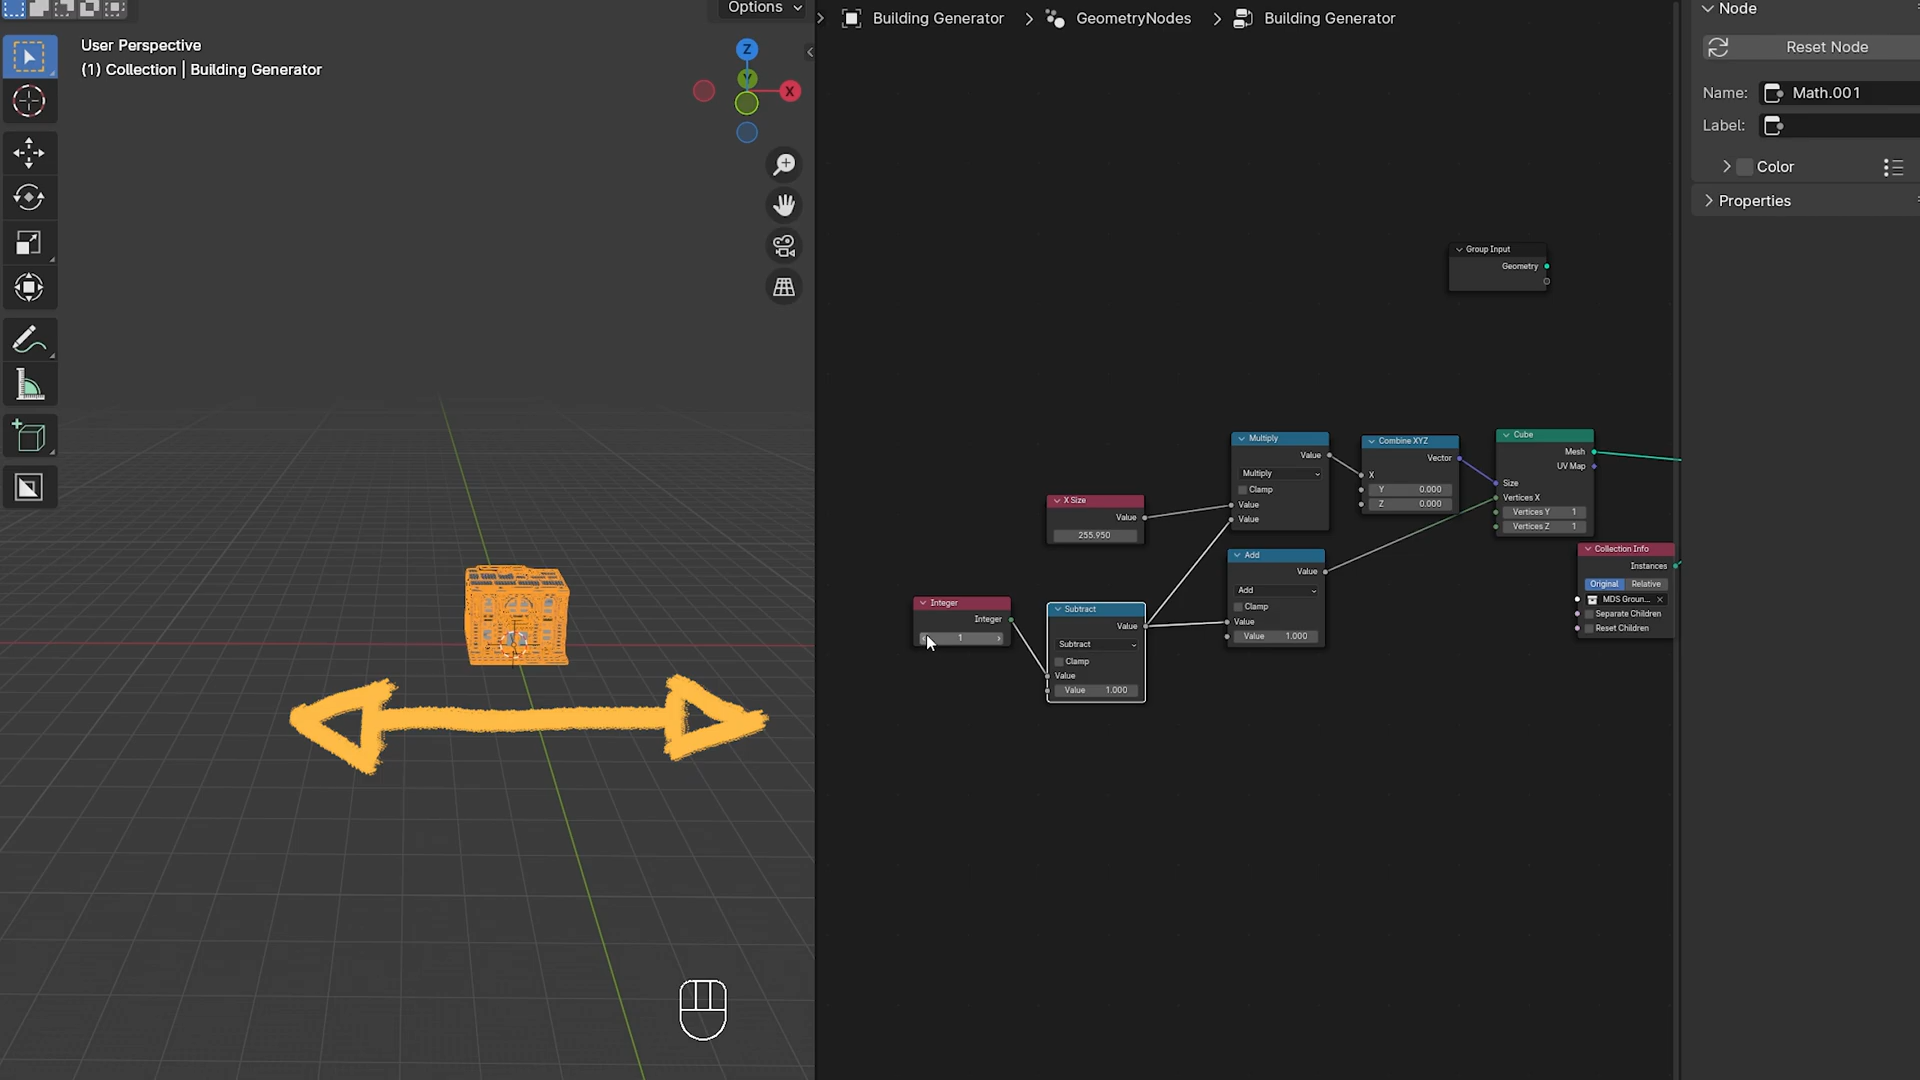 Options
User Perspective
(1) Collection | Building Generator
Z
Y
X
Building Generator
GeometryNodes
Building Generator
Group Input
Geometry
X Size
Value
255.950
Integer
Integer
1
Subtract
Value
Subtract
Clamp
Value
Value 1.000
Multiply
Value
Multiply
Clamp
Value
Value
Add
Value
Add
Clamp
Value
Value 1.000
Combine XYZ
Vector
X
Y 0.000
Z 0.000
Cube
Mesh
UV Map
Size
Vertices X
Vertices Y 1
Vertices Z 1
Collection Info
Instances
Original Relative
MDS Groun...
Separate Children
Reset Children
Node
Reset Node
Name: Math.001
Label:
Color
Properties